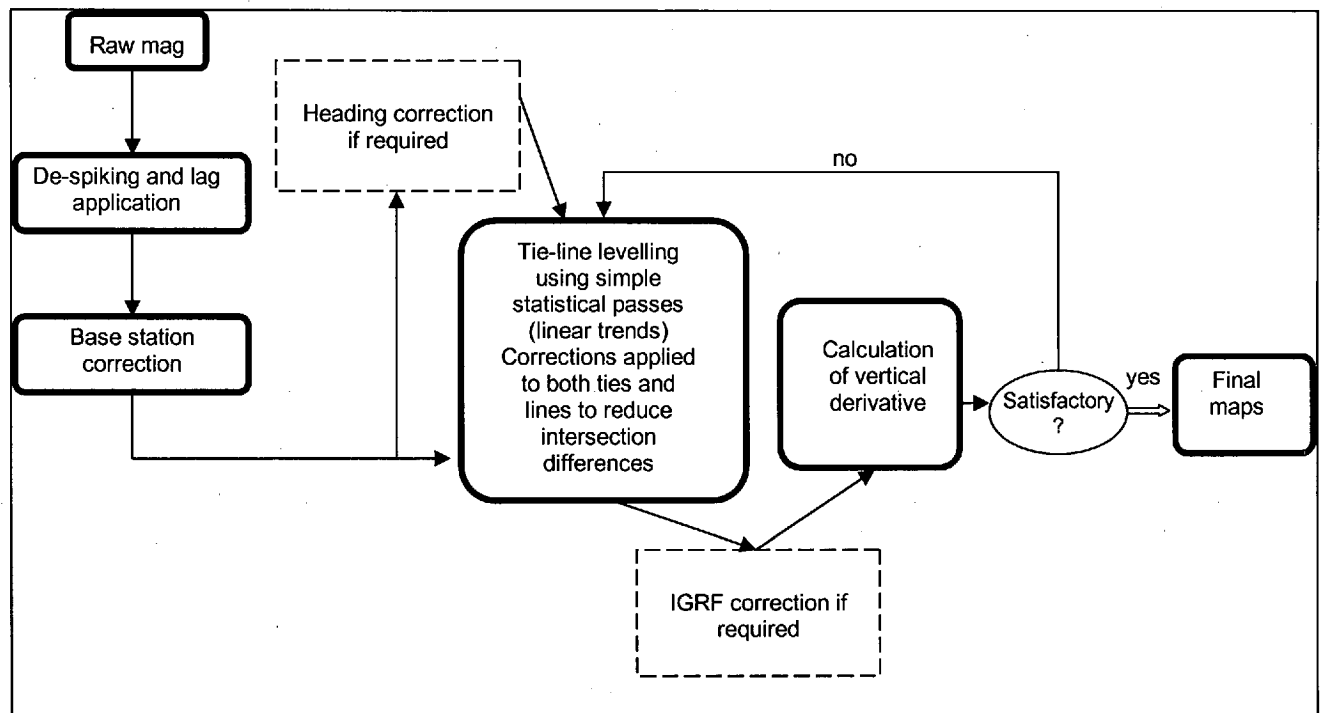 Raw mag
De-spiking and lag
application
Base station
correction
Heading correction
if required
Tie-line levelling
using simple
statistical passes
(linear trends)
Corrections applied
to both ties and
lines to reduce
intersection
differences
IGRF correction if
required
Calculation
of vertical
derivative
no
Satisfactory
?
yes
Final
maps